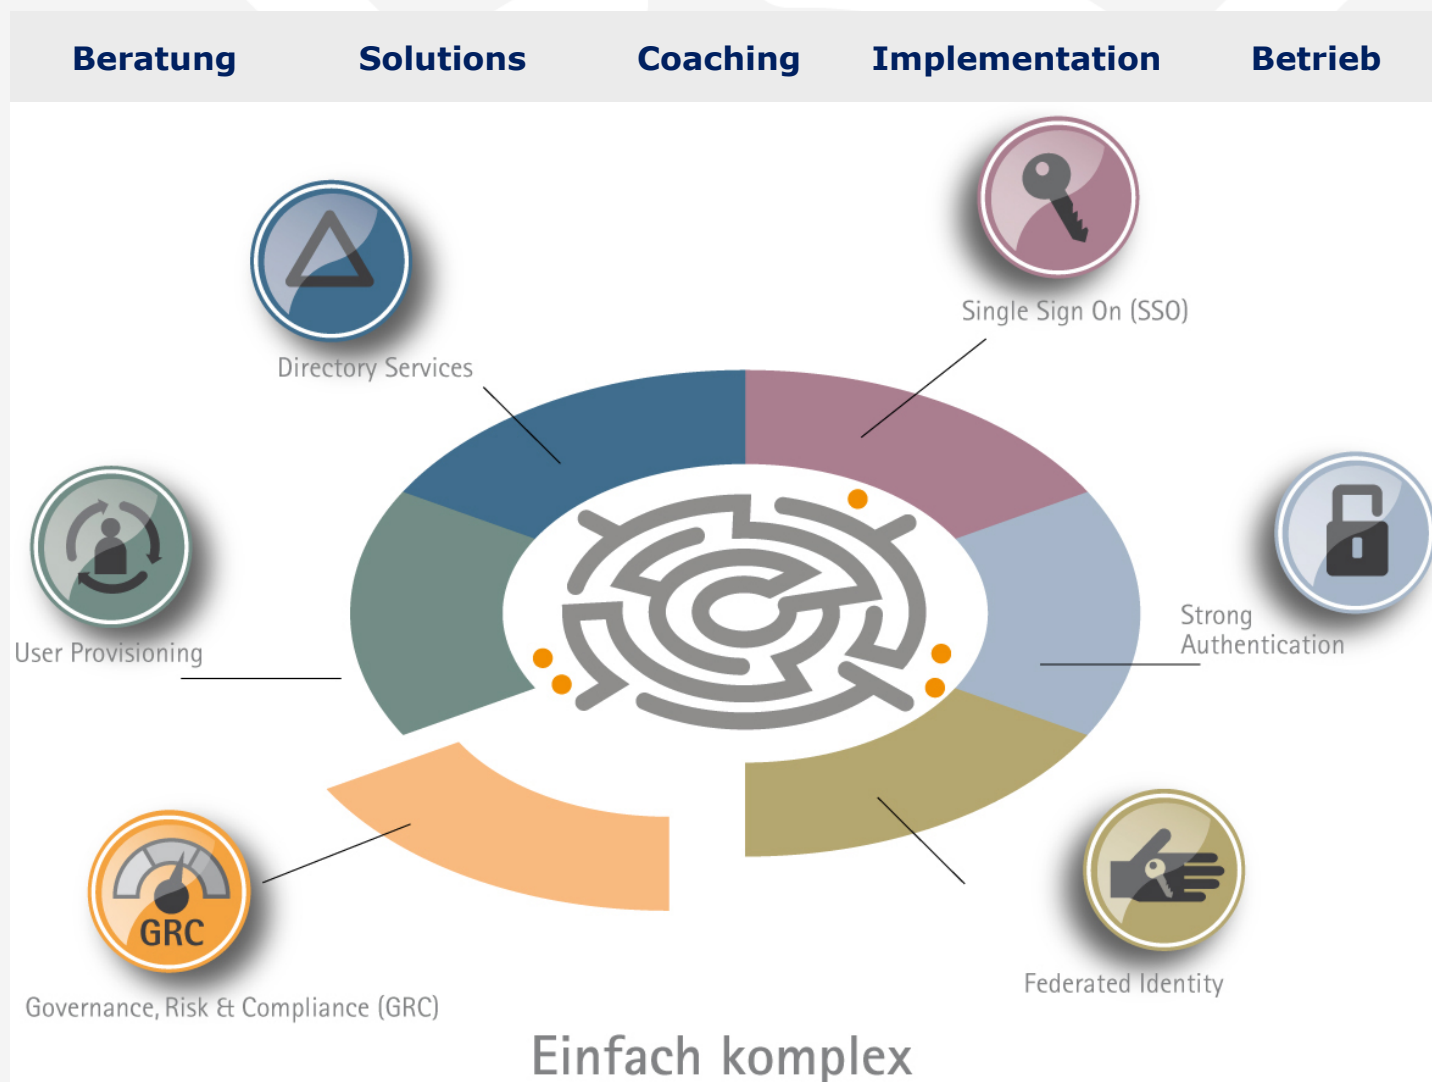 Beratung Solutions Coaching Implementation Betrieb
Single Sign On (SSO)
Directory Services
Strong
Authentication
User Provisioning
GRC
Federated Identity
Governance, Risk & Compliance (GRC)
Einfach komplex